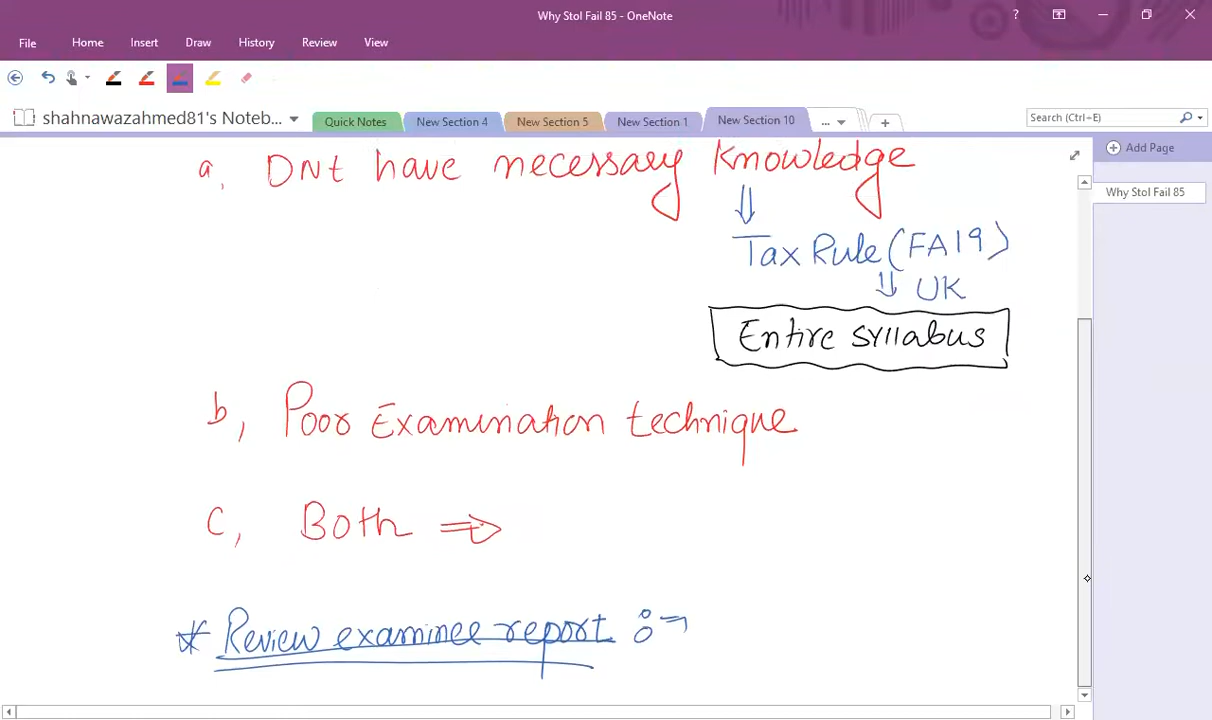 Why Stol Fail 85 - OneNote
?
File Home Insert Draw History Review View
shahnawazahmed81's Noteb... Quick Notes New Section 4 New Section 5 New Section 1 New Section 10 ... + Search (Ctrl+E)
Add Page
Why Stol Fail 85
a, DNt have necessary Knowledge
⇓
Tax Rule (FA19)
⇓ UK
Entire syllabus
b, Poor Examination technique
c, Both ⇒
* Review examinee report :-